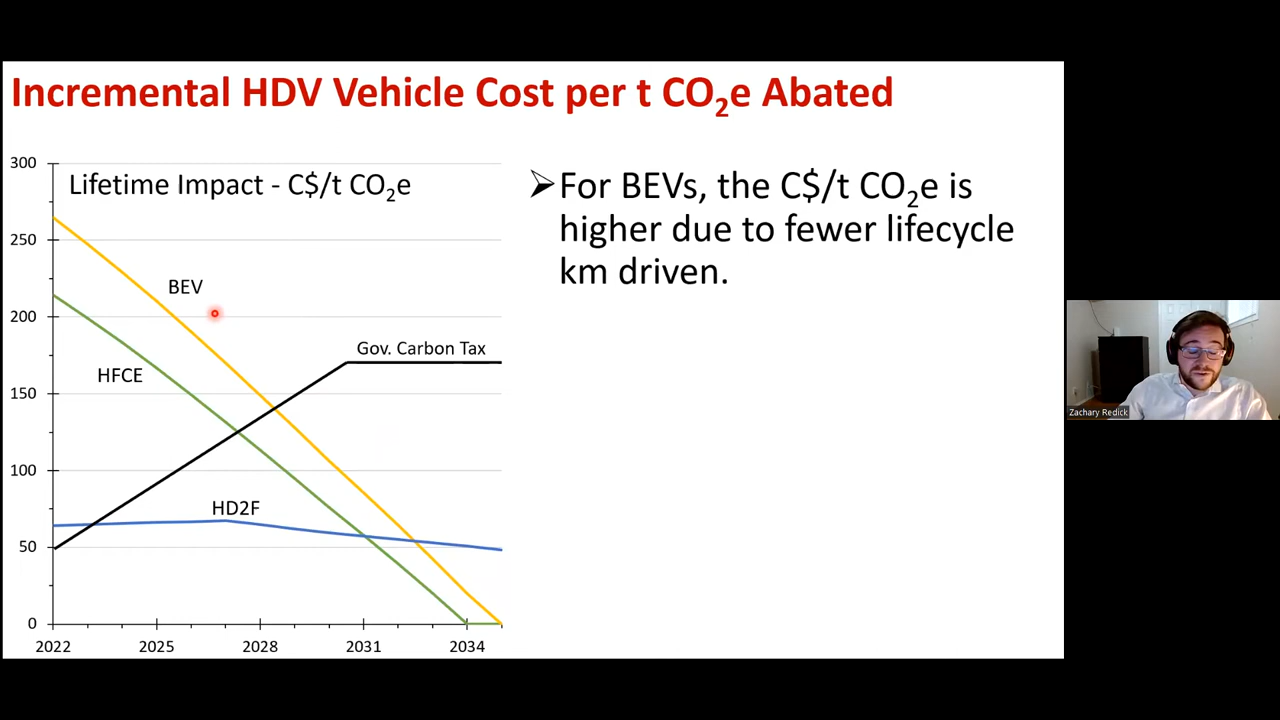 Incremental HDV Vehicle Cost per t CO₂e Abated
Lifetime Impact - C$/t CO₂e
300
250
200
150
100
50
0
2022
2025
2028
2031
2034
BEV
HFCE
Gov. Carbon Tax
HD2F
➢For BEVs, the C$/t CO₂e is
higher due to fewer lifecycle
km driven.
Zachary Redick